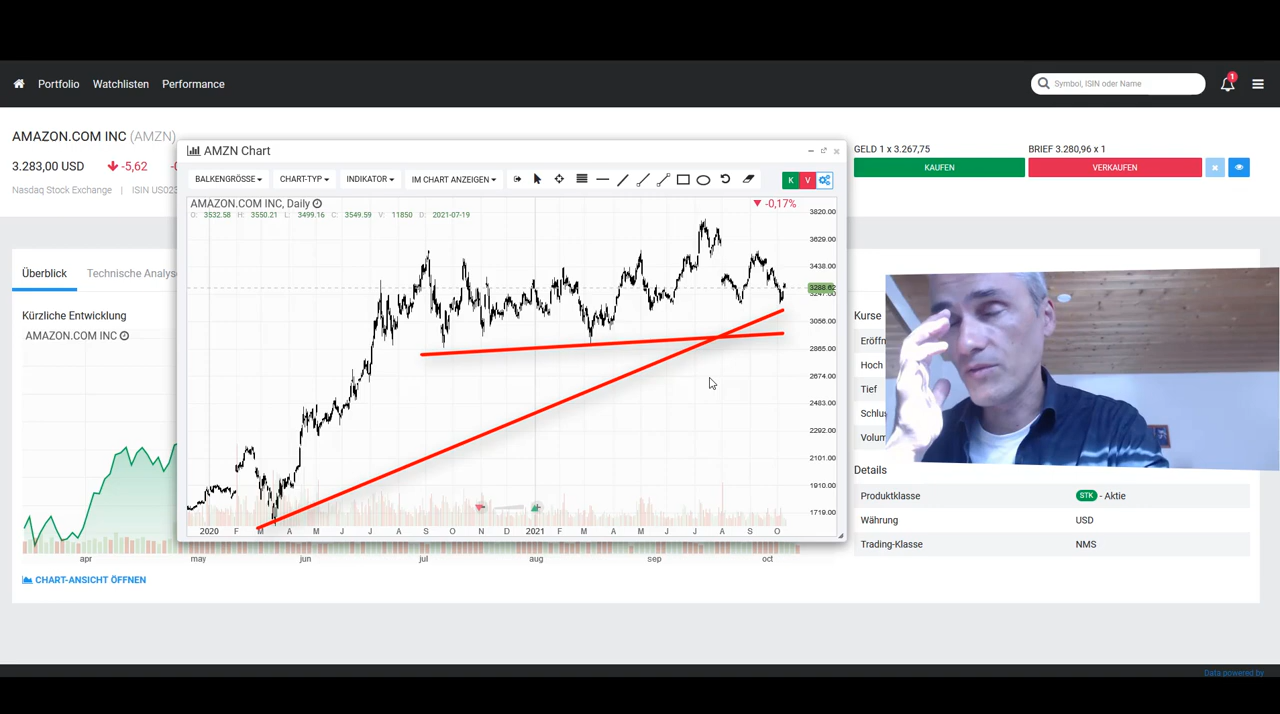 Portfolio Watchlisten Performance
Symbol, ISIN oder Name
1
AMAZON.COM INC (AMZN)
3.283,00 USD -5,62
Nasdaq Stock Exchange | ISIN US02
GELD 1 x 3.267,75 BRIEF 3.280,96 x 1
KAUFEN VERKAUFEN
AMZN Chart
BALKENGRÖSSE CHART-TYP INDIKATOR IM CHART ANZEIGEN K V
AMAZON.COM INC, Daily -0,17%
O: 3532.58 H: 3550.21 L: 3499.16 C: 3549.59 V: 11850 D: 2021-07-19
3820.00
3629.00
3438.00
3288.62
3247.00
3056.00
2865.00
2674.00
2483.00
2292.00
2101.00
1910.00
1719.00
2020 F M A M J J A S O N D 2021 F M A M J J A S O
Überblick Technische Analys
Kürzliche Entwicklung
AMAZON.COM INC
apr may jun jul aug sep oct
CHART-ANSICHT ÖFFNEN
Kurse
Eröffn
Hoch
Tief
Schlu
Volum
Details
Produktklasse STK - Aktie
Währung USD
Trading-Klasse NMS
Data powered by